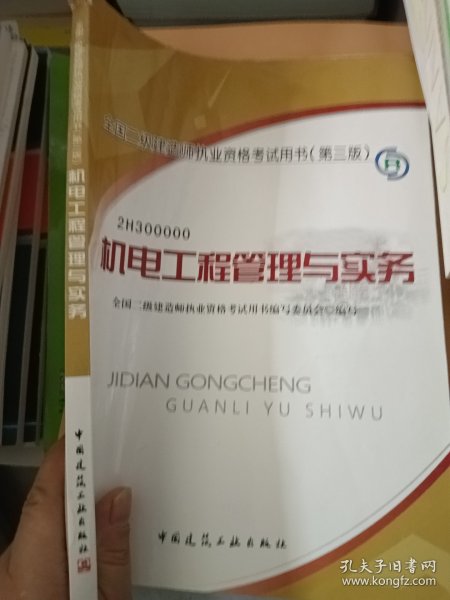 全国二级建造师执业资格考试用书(第三版)
2H300000
机电工程管理与实务
全国二级建造师执业资格考试用书编写委员会 编写
JIDIAN GONGCHENG
GUANLI YU SHIWU
中国建筑工业出版社
机电工程管理与实务
中国建筑工业出版社
孔夫子旧书网
www.kongfz.com